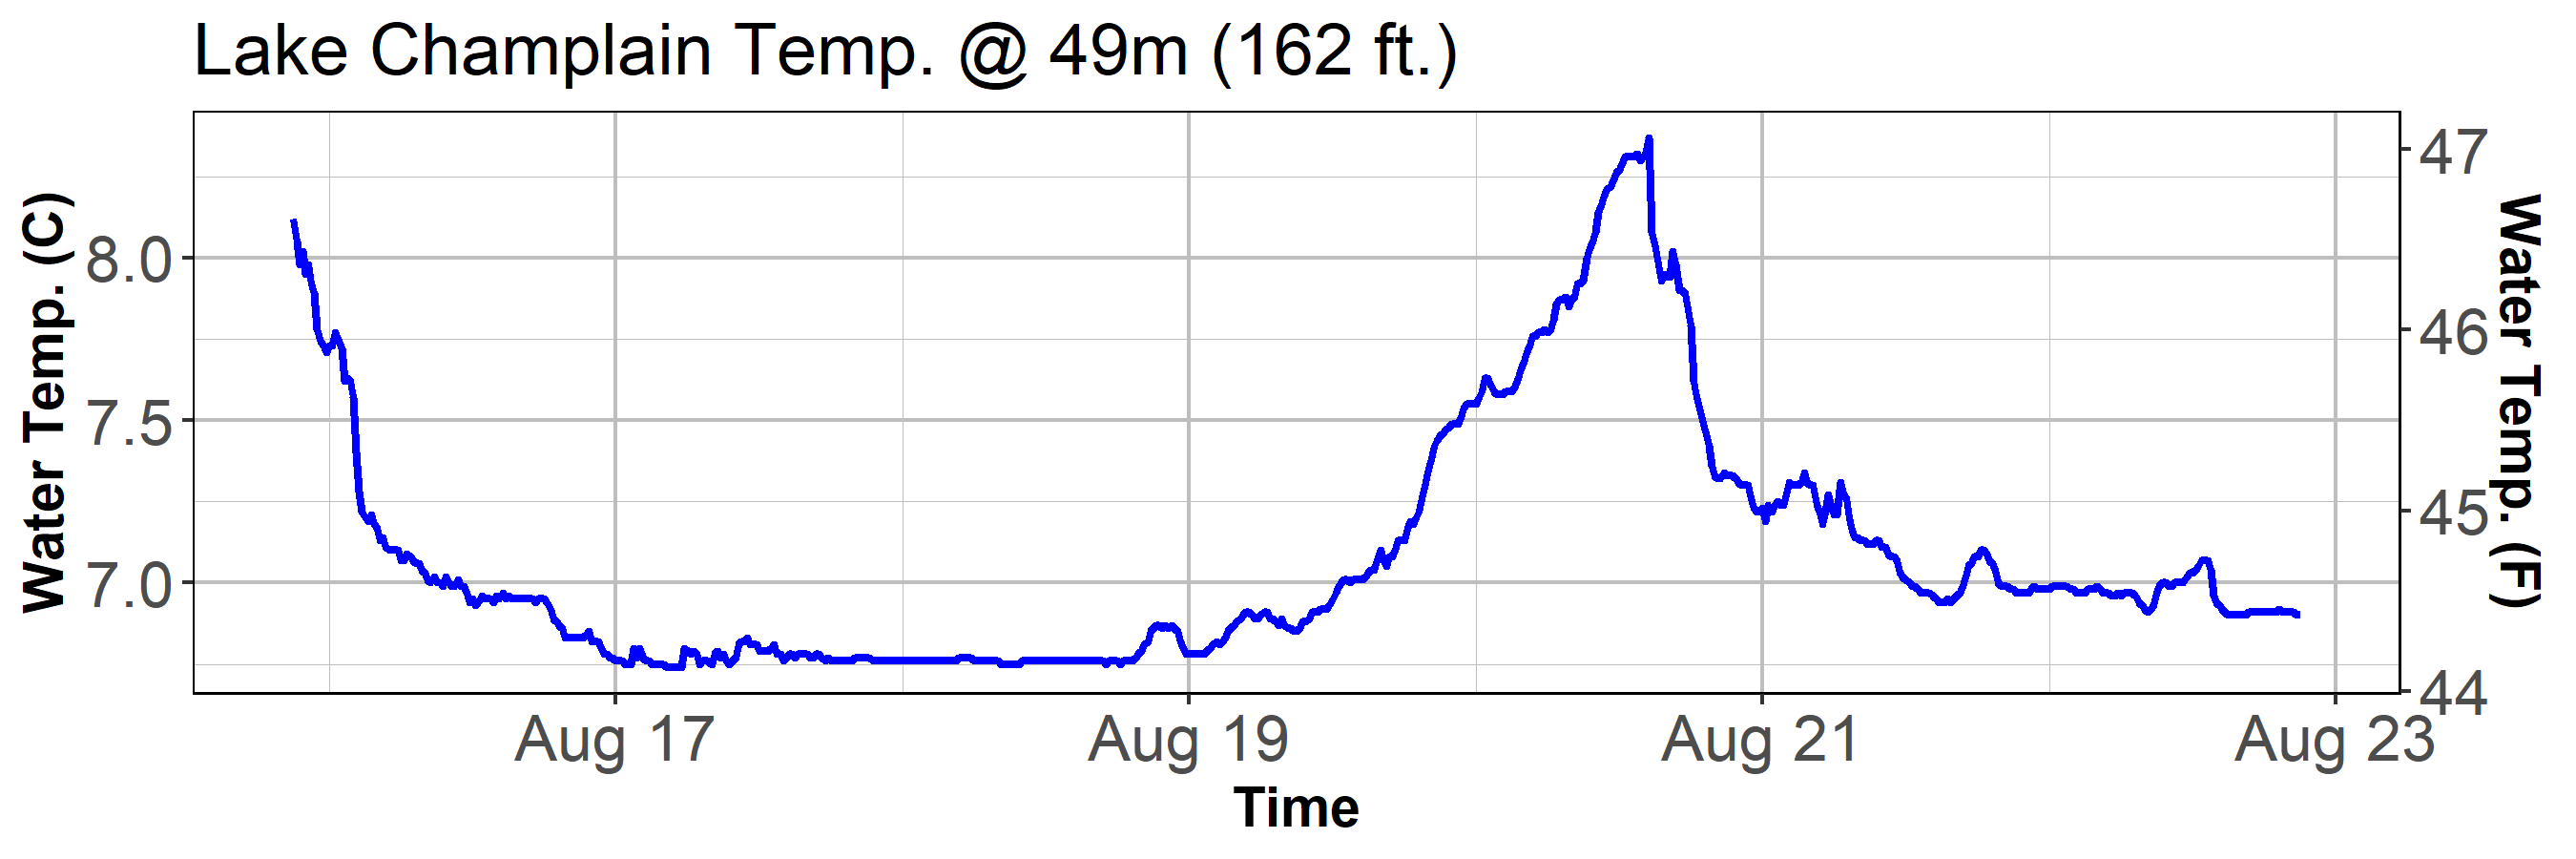 Lake Champlain Temp. @ 49m (162 ft.)
Water Temp. (C)
8.0
7.5
7.0
47
46
45
44
Water Temp. (F)
Aug 17 Aug 19 Aug 21 Aug 23
Time